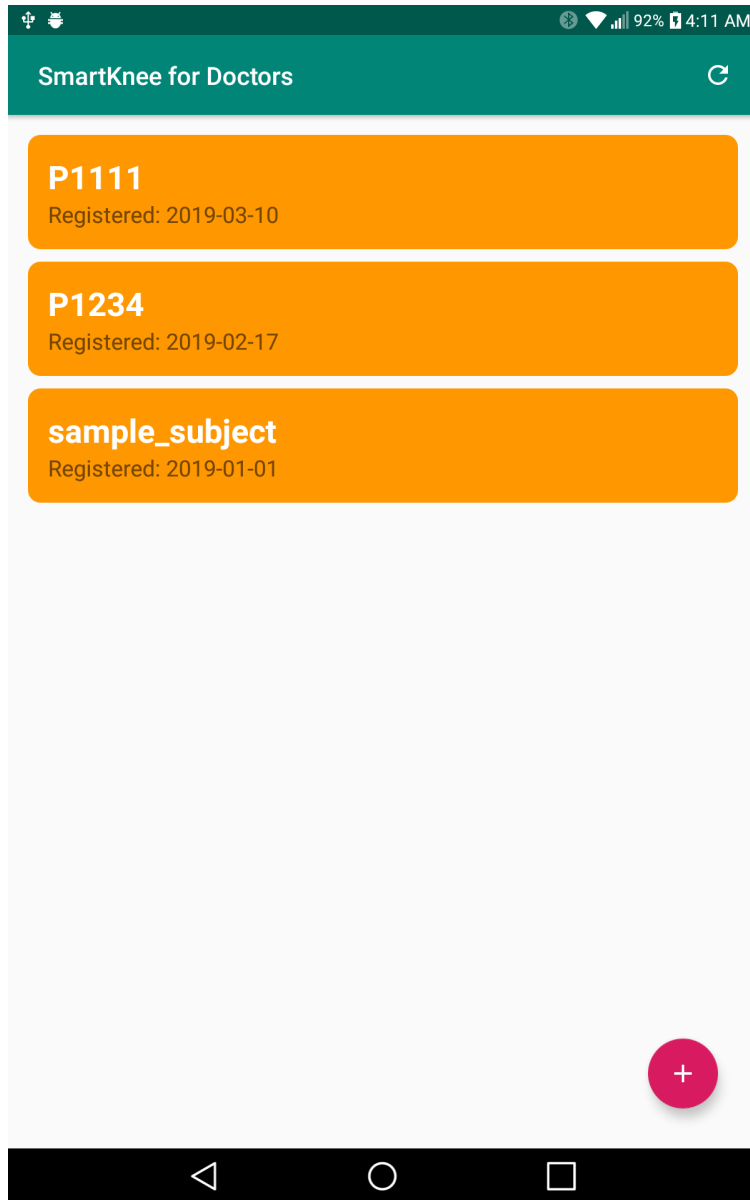 92% 4:11 AM
SmartKnee for Doctors
P1111
Registered: 2019-03-10
P1234
Registered: 2019-02-17
sample_subject
Registered: 2019-01-01
+